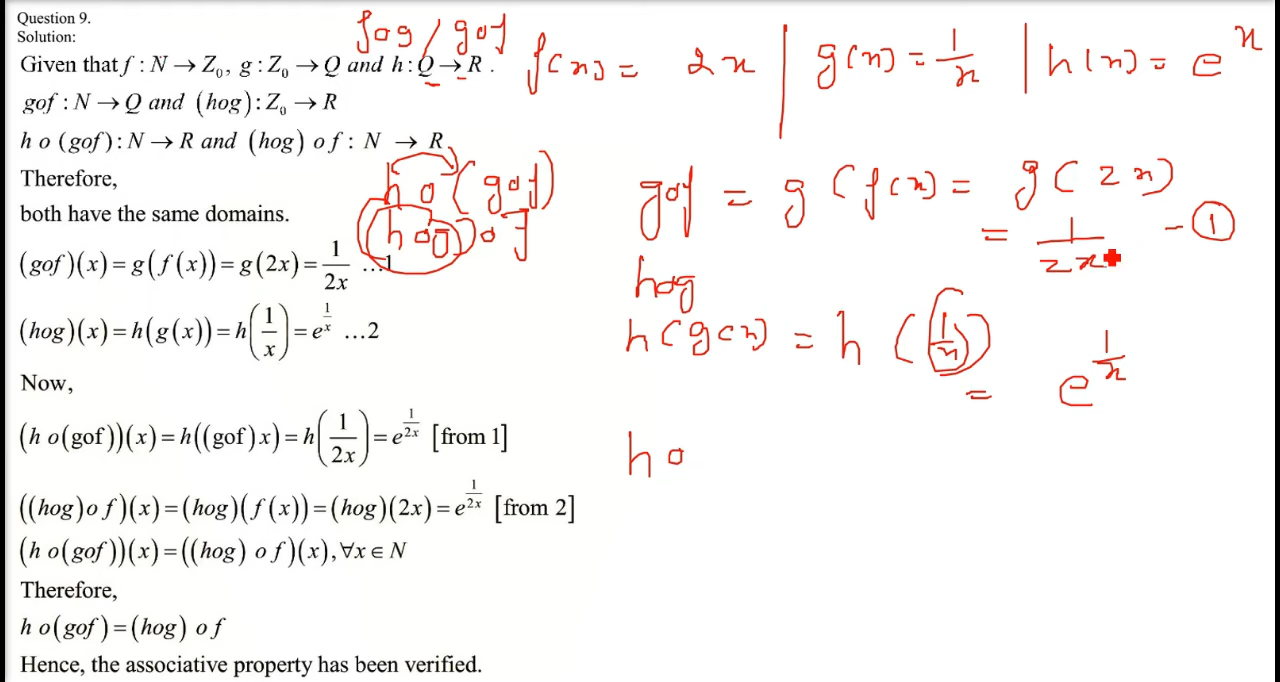 Question 9.
Solution:
Given that f : N → Z₀, g : Z₀ → Q and h : Q → R .
gof : N → Q and (hog) : Z₀ → R
h o (gof) : N → R and (hog) o f : N → R
Therefore,
both have the same domains.
(gof)(x) = g(f(x)) = g(2x) = 1/2x ...1
(hog)(x) = h(g(x)) = h(1/x) = e^(1/x) ...2
Now,
(h o(gof))(x) = h((gof)x) = h(1/2x) = e^(1/2x) [from 1]
((hog)o f)(x) = (hog)(f(x)) = (hog)(2x) = e^(1/2x) [from 2]
(h o(gof))(x) = ((hog) o f)(x), ∀x ∈ N
Therefore,
h o(gof) = (hog) o f
Hence, the associative property has been verified.
fog / gof
f(x) = 2x | g(x) = 1/x | h(x) = e^x
h o (gof)
(hog) o f
gof = g(f(x) = g(2x)
= 1/2x - ①
hog
h(g(x) = h(1/x)
= e^(1/x)
h o